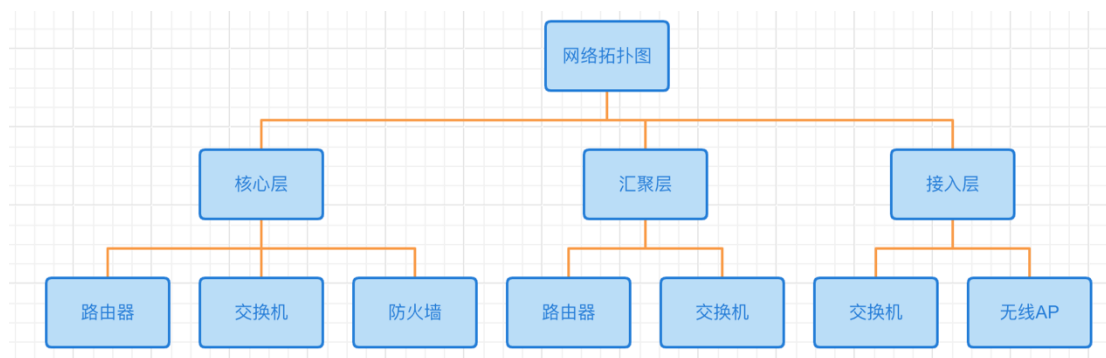 网络拓扑图
核心层
汇聚层
接入层
路由器
交换机
防火墙
路由器
交换机
交换机
无线AP